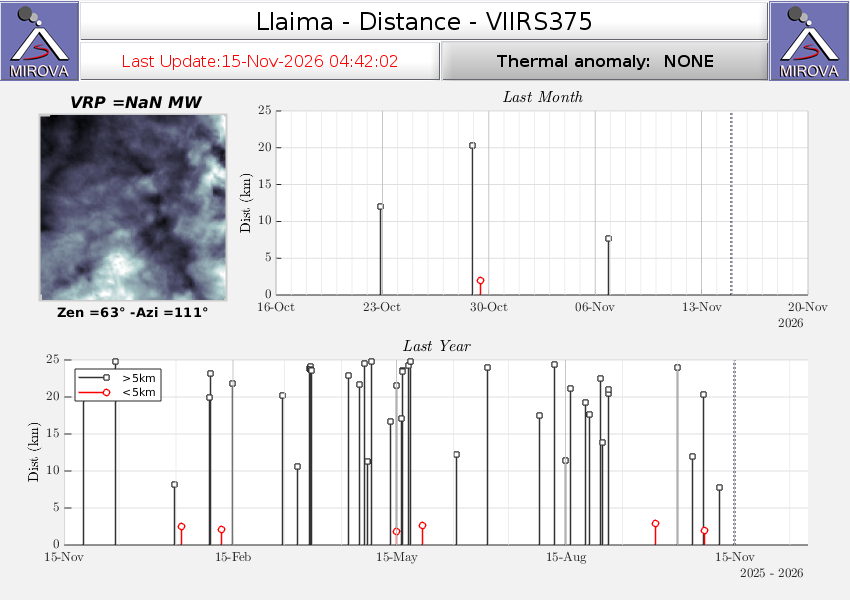 Llaima - Distance - VIIRS375
MIROVA
Last Update:15-Nov-2026 04:42:02
Thermal anomaly: NONE
MIROVA
VRP =NaN MW
Zen =63° -Azi =111°
Last Month
Dist (km)
25
20
15
10
5
0
16-Oct
23-Oct
30-Oct
06-Nov
13-Nov
20-Nov
2026
Last Year
Dist (km)
25
20
15
10
5
0
>5km
<5km
15-Nov
15-Feb
15-May
15-Aug
15-Nov
2025 - 2026